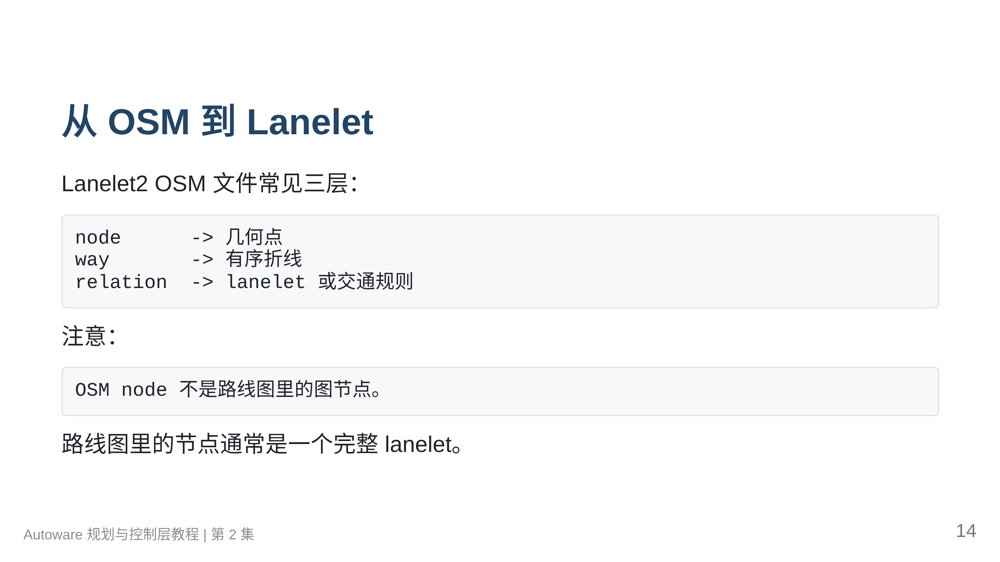 从 OSM 到 Lanelet
Lanelet2 OSM 文件常见三层：
node      -> 几何点
way       -> 有序折线
relation  -> lanelet 或交通规则
注意：
OSM node 不是路线图里的图节点。
路线图里的节点通常是一个完整 lanelet。
Autoware 规划与控制层教程 | 第 2 集
14